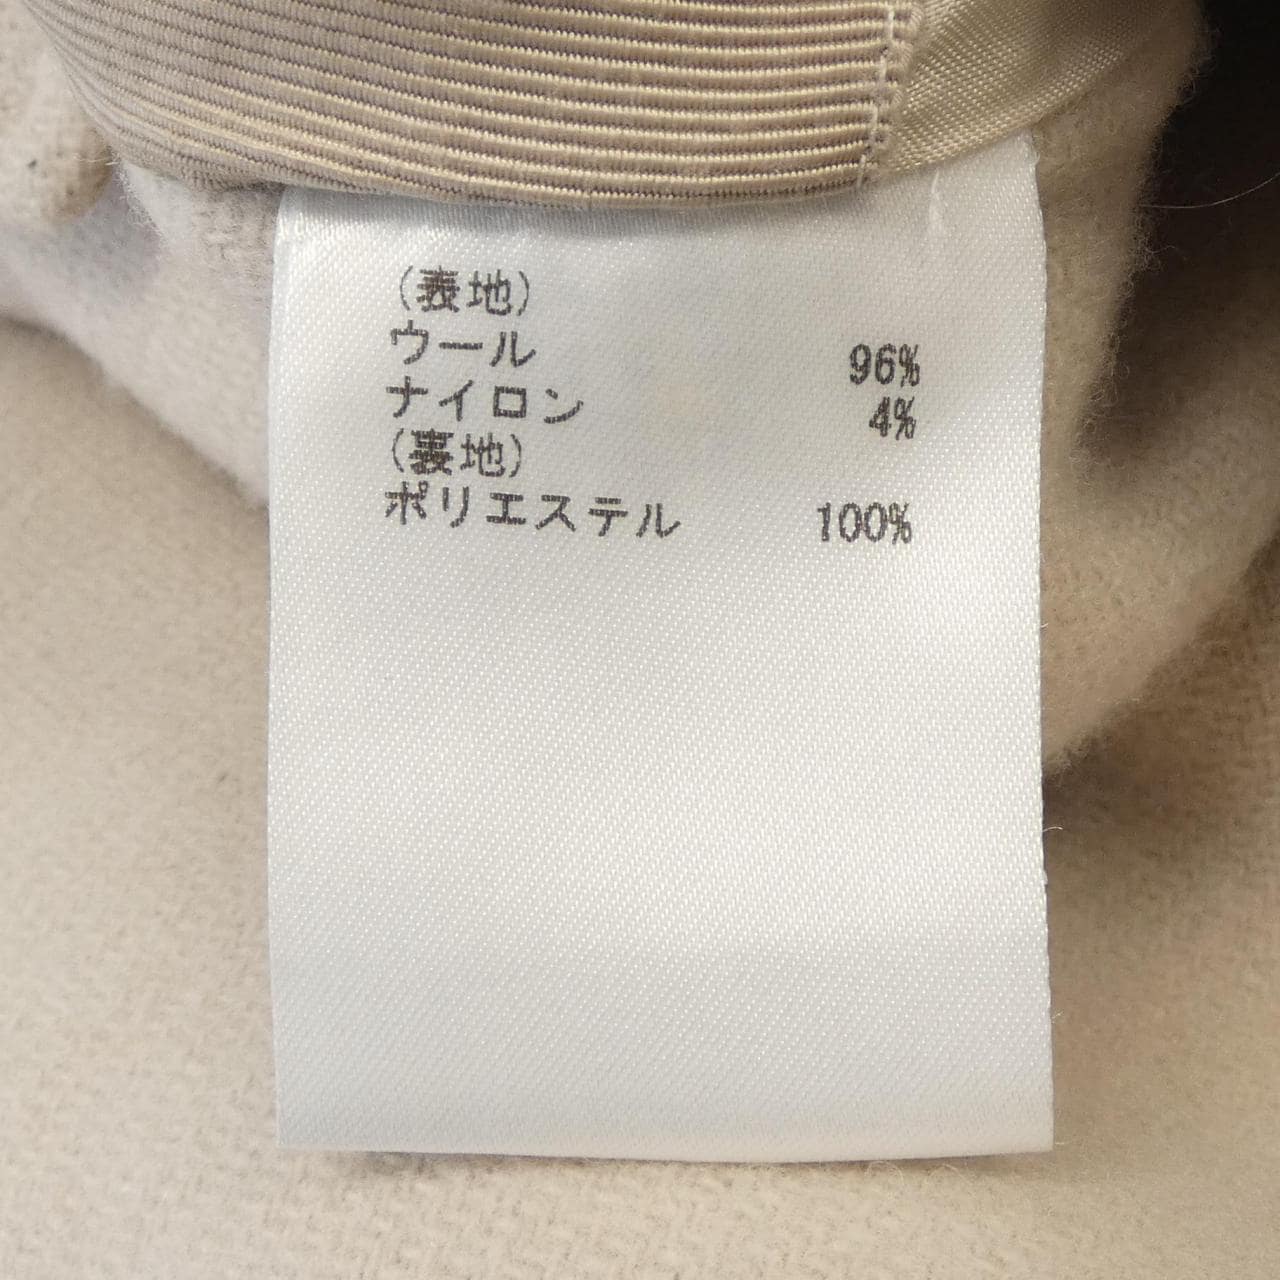 (表地)
ウール 96%
ナイロン 4%
(裏地)
ポリエステル 100%